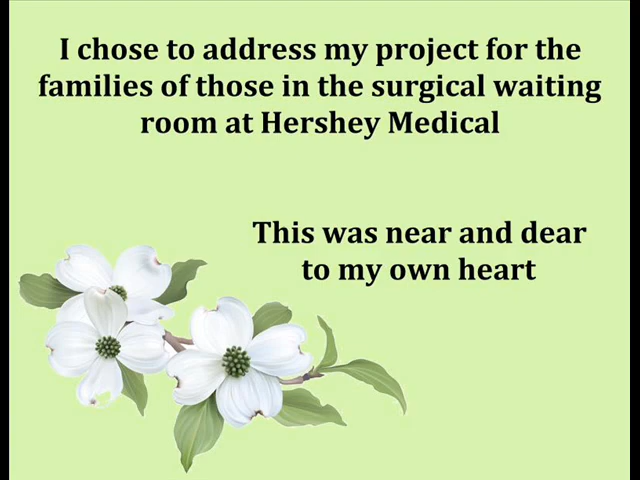 I chose to address my project for the
families of those in the surgical waiting
room at Hershey Medical
This was near and dear
to my own heart